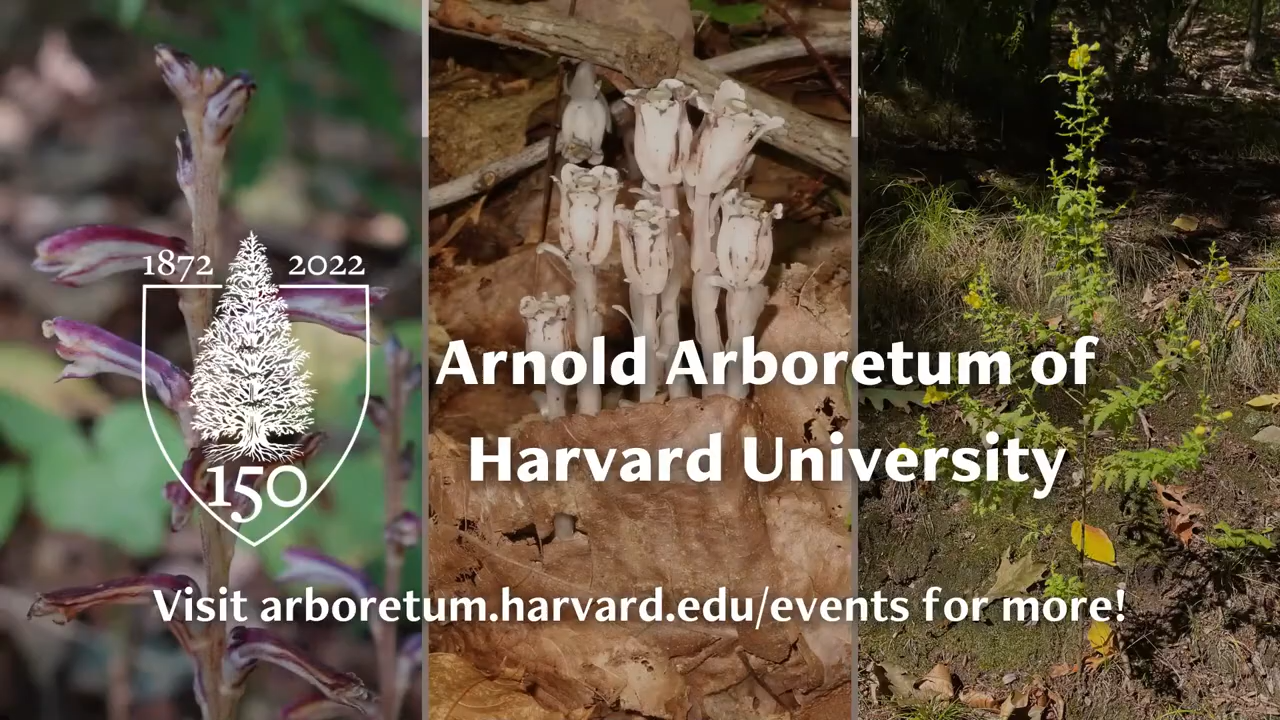 1872 2022
150
Arnold Arboretum of
Harvard University
Visit arboretum.harvard.edu/events for more!